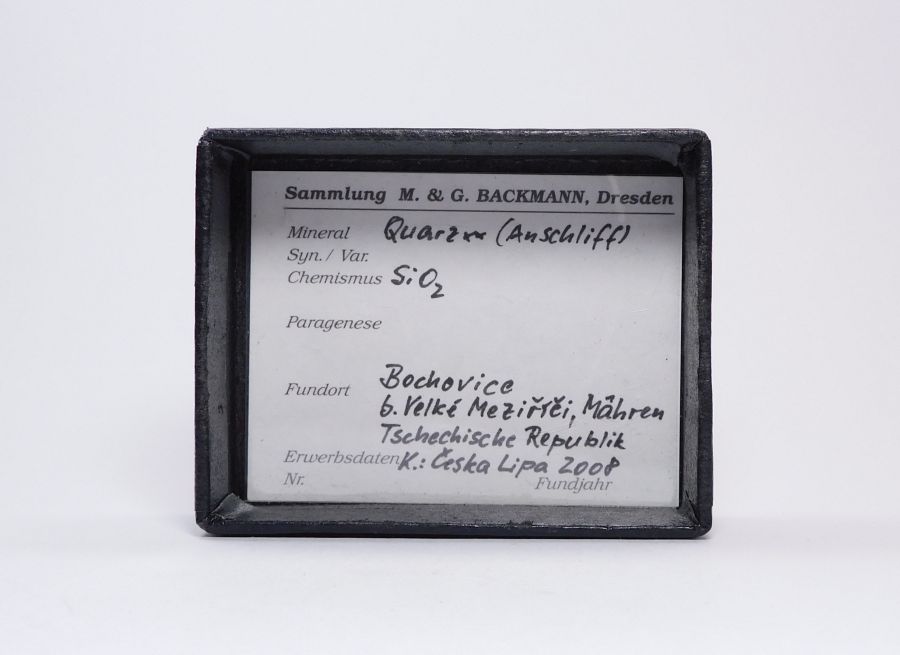 Sammlung M. & G. BACKMANN, Dresden
Mineral Quarz xx (Anschliff)
Syn./ Var.
Chemismus SiO₂
Paragenese
Fundort Bochovice
b. Velké Meziříčí, Mähren
Tschechische Republik
Erwerbsdaten K.: Česka Lipa 2008
Nr. Fundjahr